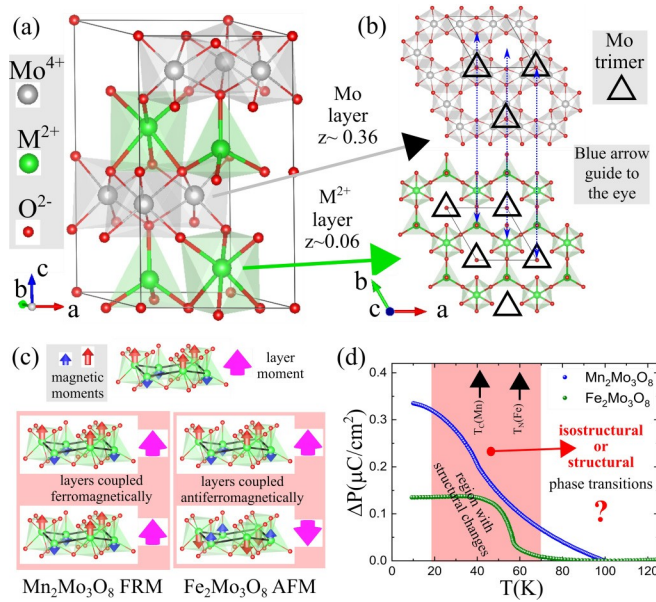 (a)
Mo4+
M2+
O2-
c
b
a
Mo
layer
z~ 0.36
M2+
layer
z~0.06
(b)
Mo
trimer
Blue arrow
guide to
the eye
b
c
a
(c)
magnetic
moments
layer
moment
layers coupled
ferromagnetically
layers coupled
antiferromagnetically
Mn2Mo3O8 FRM
Fe2Mo3O8 AFM
(d)
ΔP(μC/cm2)
0.4
0.3
0.2
0.1
0.0
Mn2Mo3O8
Fe2Mo3O8
TC(Mn)
TN(Fe)
isostructural
or
structural
phase transitions
?
region with
structural changes
0
20
40
60
80
100
120
T(K)